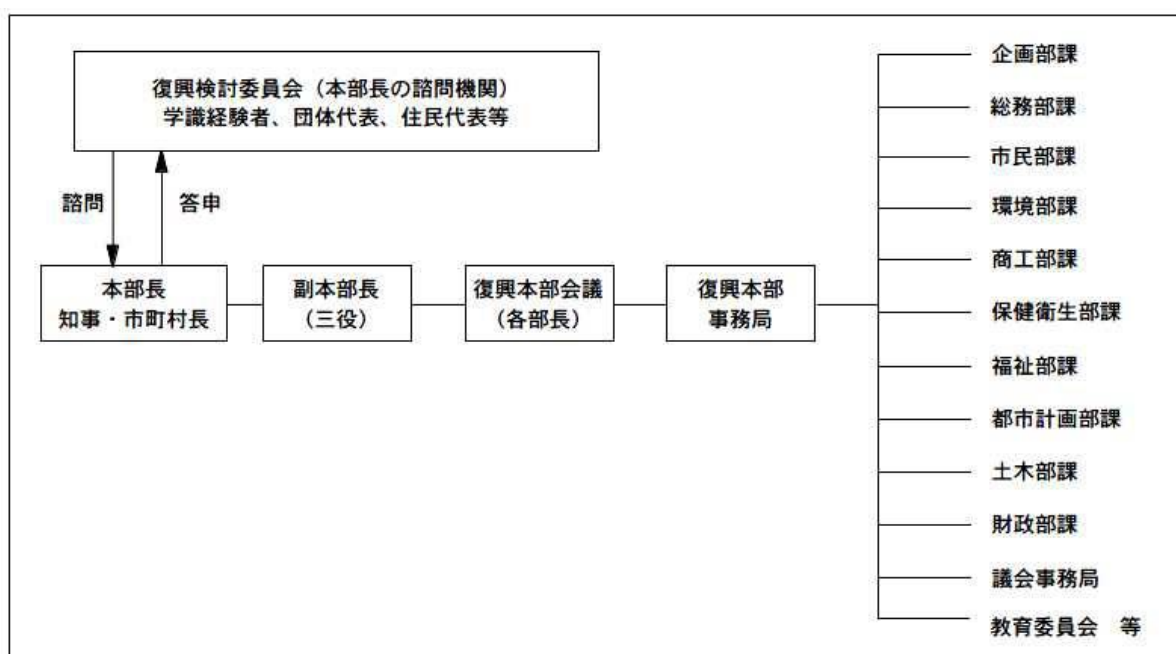 復興検討委員会（本部長の諮問機関）
学識経験者、団体代表、住民代表等
諮問
答申
本部長
知事・市町村長
副本部長
（三役）
復興本部会議
（各部長）
復興本部
事務局
企画部課
総務部課
市民部課
環境部課
商工部課
保健衛生部課
福祉部課
都市計画部課
土木部課
財政部課
議会事務局
教育委員会　等